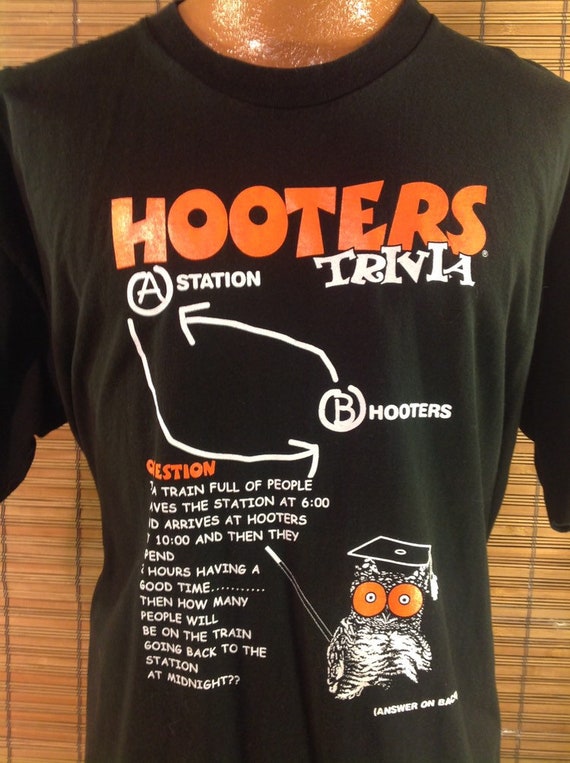 HOOTERS
TRIVIA ®
A STATION
B HOOTERS
ESTION
A TRAIN FULL OF PEOPLE
AVES THE STATION AT 6:00
D ARRIVES AT HOOTERS
10:00 AND THEN THEY
PEND
HOURS HAVING A
GOOD TIME...........
THEN HOW MANY
PEOPLE WILL
BE ON THE TRAIN
GOING BACK TO THE
STATION
AT MIDNIGHT??
(ANSWER ON BACK